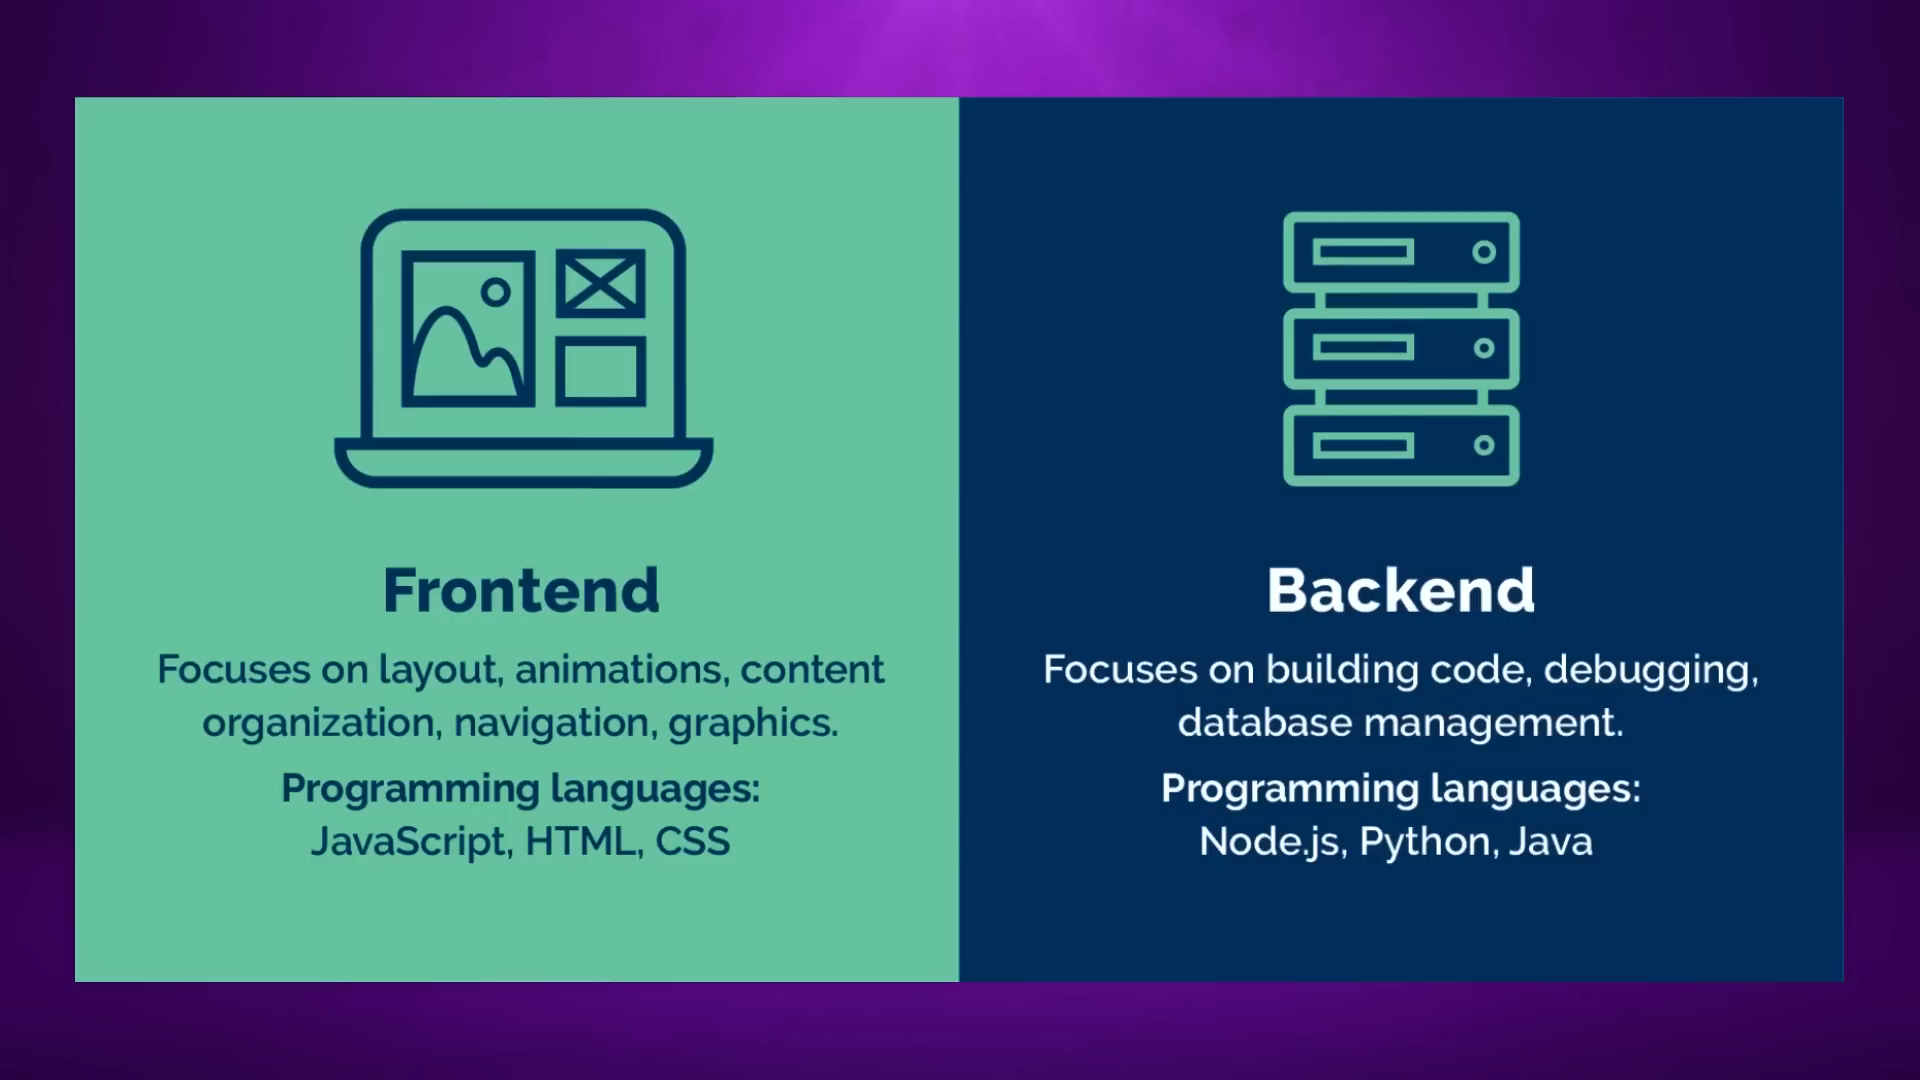 Frontend
Focuses on layout, animations, content
organization, navigation, graphics.
Programming languages:
JavaScript, HTML, CSS
Backend
Focuses on building code, debugging,
database management.
Programming languages:
Node.js, Python, Java